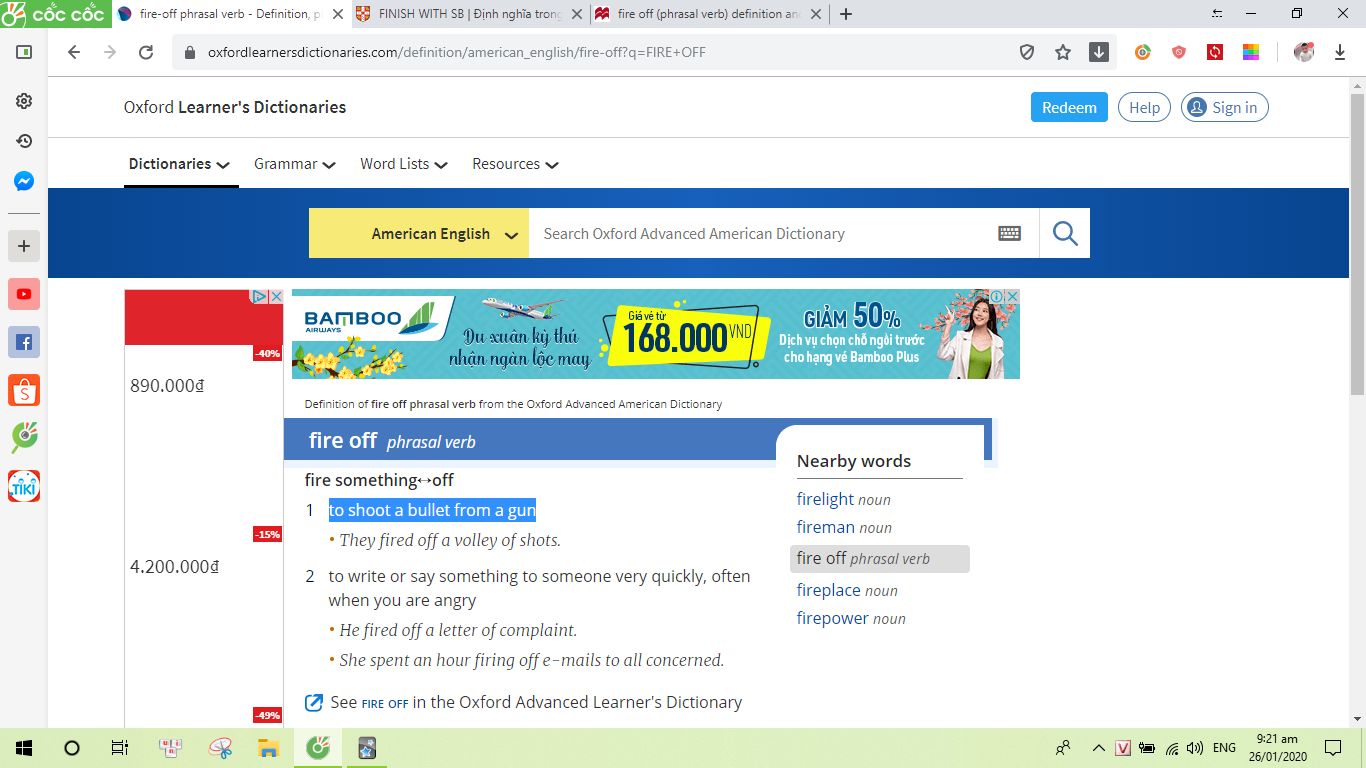 cốc cốc
fire-off phrasal verb - Definition, p
FINISH WITH SB | Định nghĩa trong
fire off (phrasal verb) definition and
oxfordlearnersdictionaries.com/definition/american_english/fire-off?q=FIRE+OFF
Oxford Learner's Dictionaries
Redeem
Help
Sign in
Dictionaries
Grammar
Word Lists
Resources
American English
Search Oxford Advanced American Dictionary
BAMBOO
AIRWAYS
Du xuân kỳ thú
nhận ngàn lộc may
Giá vé từ
168.000 VND
GIẢM 50%
Dịch vụ chọn chỗ ngồi trước
cho hạng vé Bamboo Plus
-40%
890.000₫
-15%
4.200.000₫
-49%
Definition of fire off phrasal verb from the Oxford Advanced American Dictionary
fire off phrasal verb
fire something↔off
1 to shoot a bullet from a gun
• They fired off a volley of shots.
2 to write or say something to someone very quickly, often
when you are angry
• He fired off a letter of complaint.
• She spent an hour firing off e-mails to all concerned.
See FIRE OFF in the Oxford Advanced Learner's Dictionary
Nearby words
firelight noun
fireman noun
fire off phrasal verb
fireplace noun
firepower noun
TIKI
V
ENG
9:21 am
26/01/2020